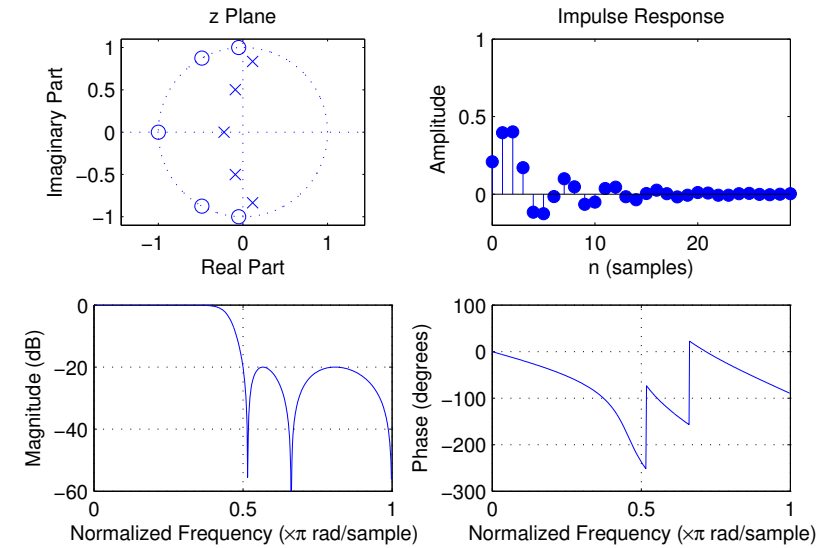 z Plane
1
0.5
0
−0.5
−1
−1
0
1
Imaginary Part
Real Part
Impulse Response
1
0.5
0
0
10
20
Amplitude
n (samples)
0
−20
−40
−60
0
0.5
1
Magnitude (dB)
Normalized Frequency (×π rad/sample)
100
0
−100
−200
−300
0
0.5
1
Phase (degrees)
Normalized Frequency (×π rad/sample)